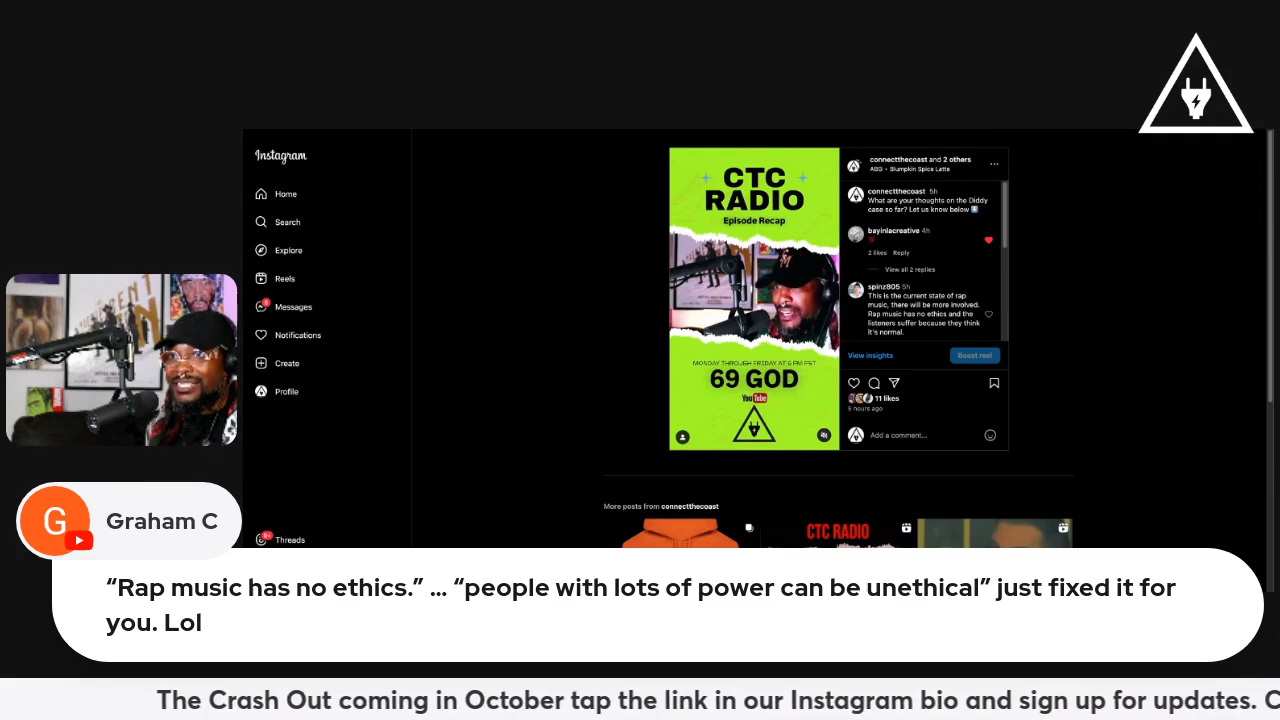 Instagram
Home
Search
Explore
Reels
Messages
Notifications
Create
Profile
Threads
CTC
RADIO
Episode Recap
MONDAY THROUGH FRIDAY AT 6 PM PST
69 GOD
YouTube
connectthecoast and 2 others
ABG • Blumpkin Spice Latte
connectthecoast 5h
What are your thoughts on the Diddy
case so far? Let us know below ⬇️
bayinlacreative 4h
💯
2 likes Reply
View all 2 replies
spinz805 5h
This is the current state of rap
music, there will be more involved.
Rap music has no ethics and the
listeners suffer because they think
it's normal.
View insights
Boost reel
11 likes
5 hours ago
Add a comment...
More posts from connectthecoast
CTC RADIO
G
Graham C
“Rap music has no ethics.” ... “people with lots of power can be unethical” just fixed it for
you. Lol
The Crash Out coming in October tap the link in our Instagram bio and sign up for updates. C